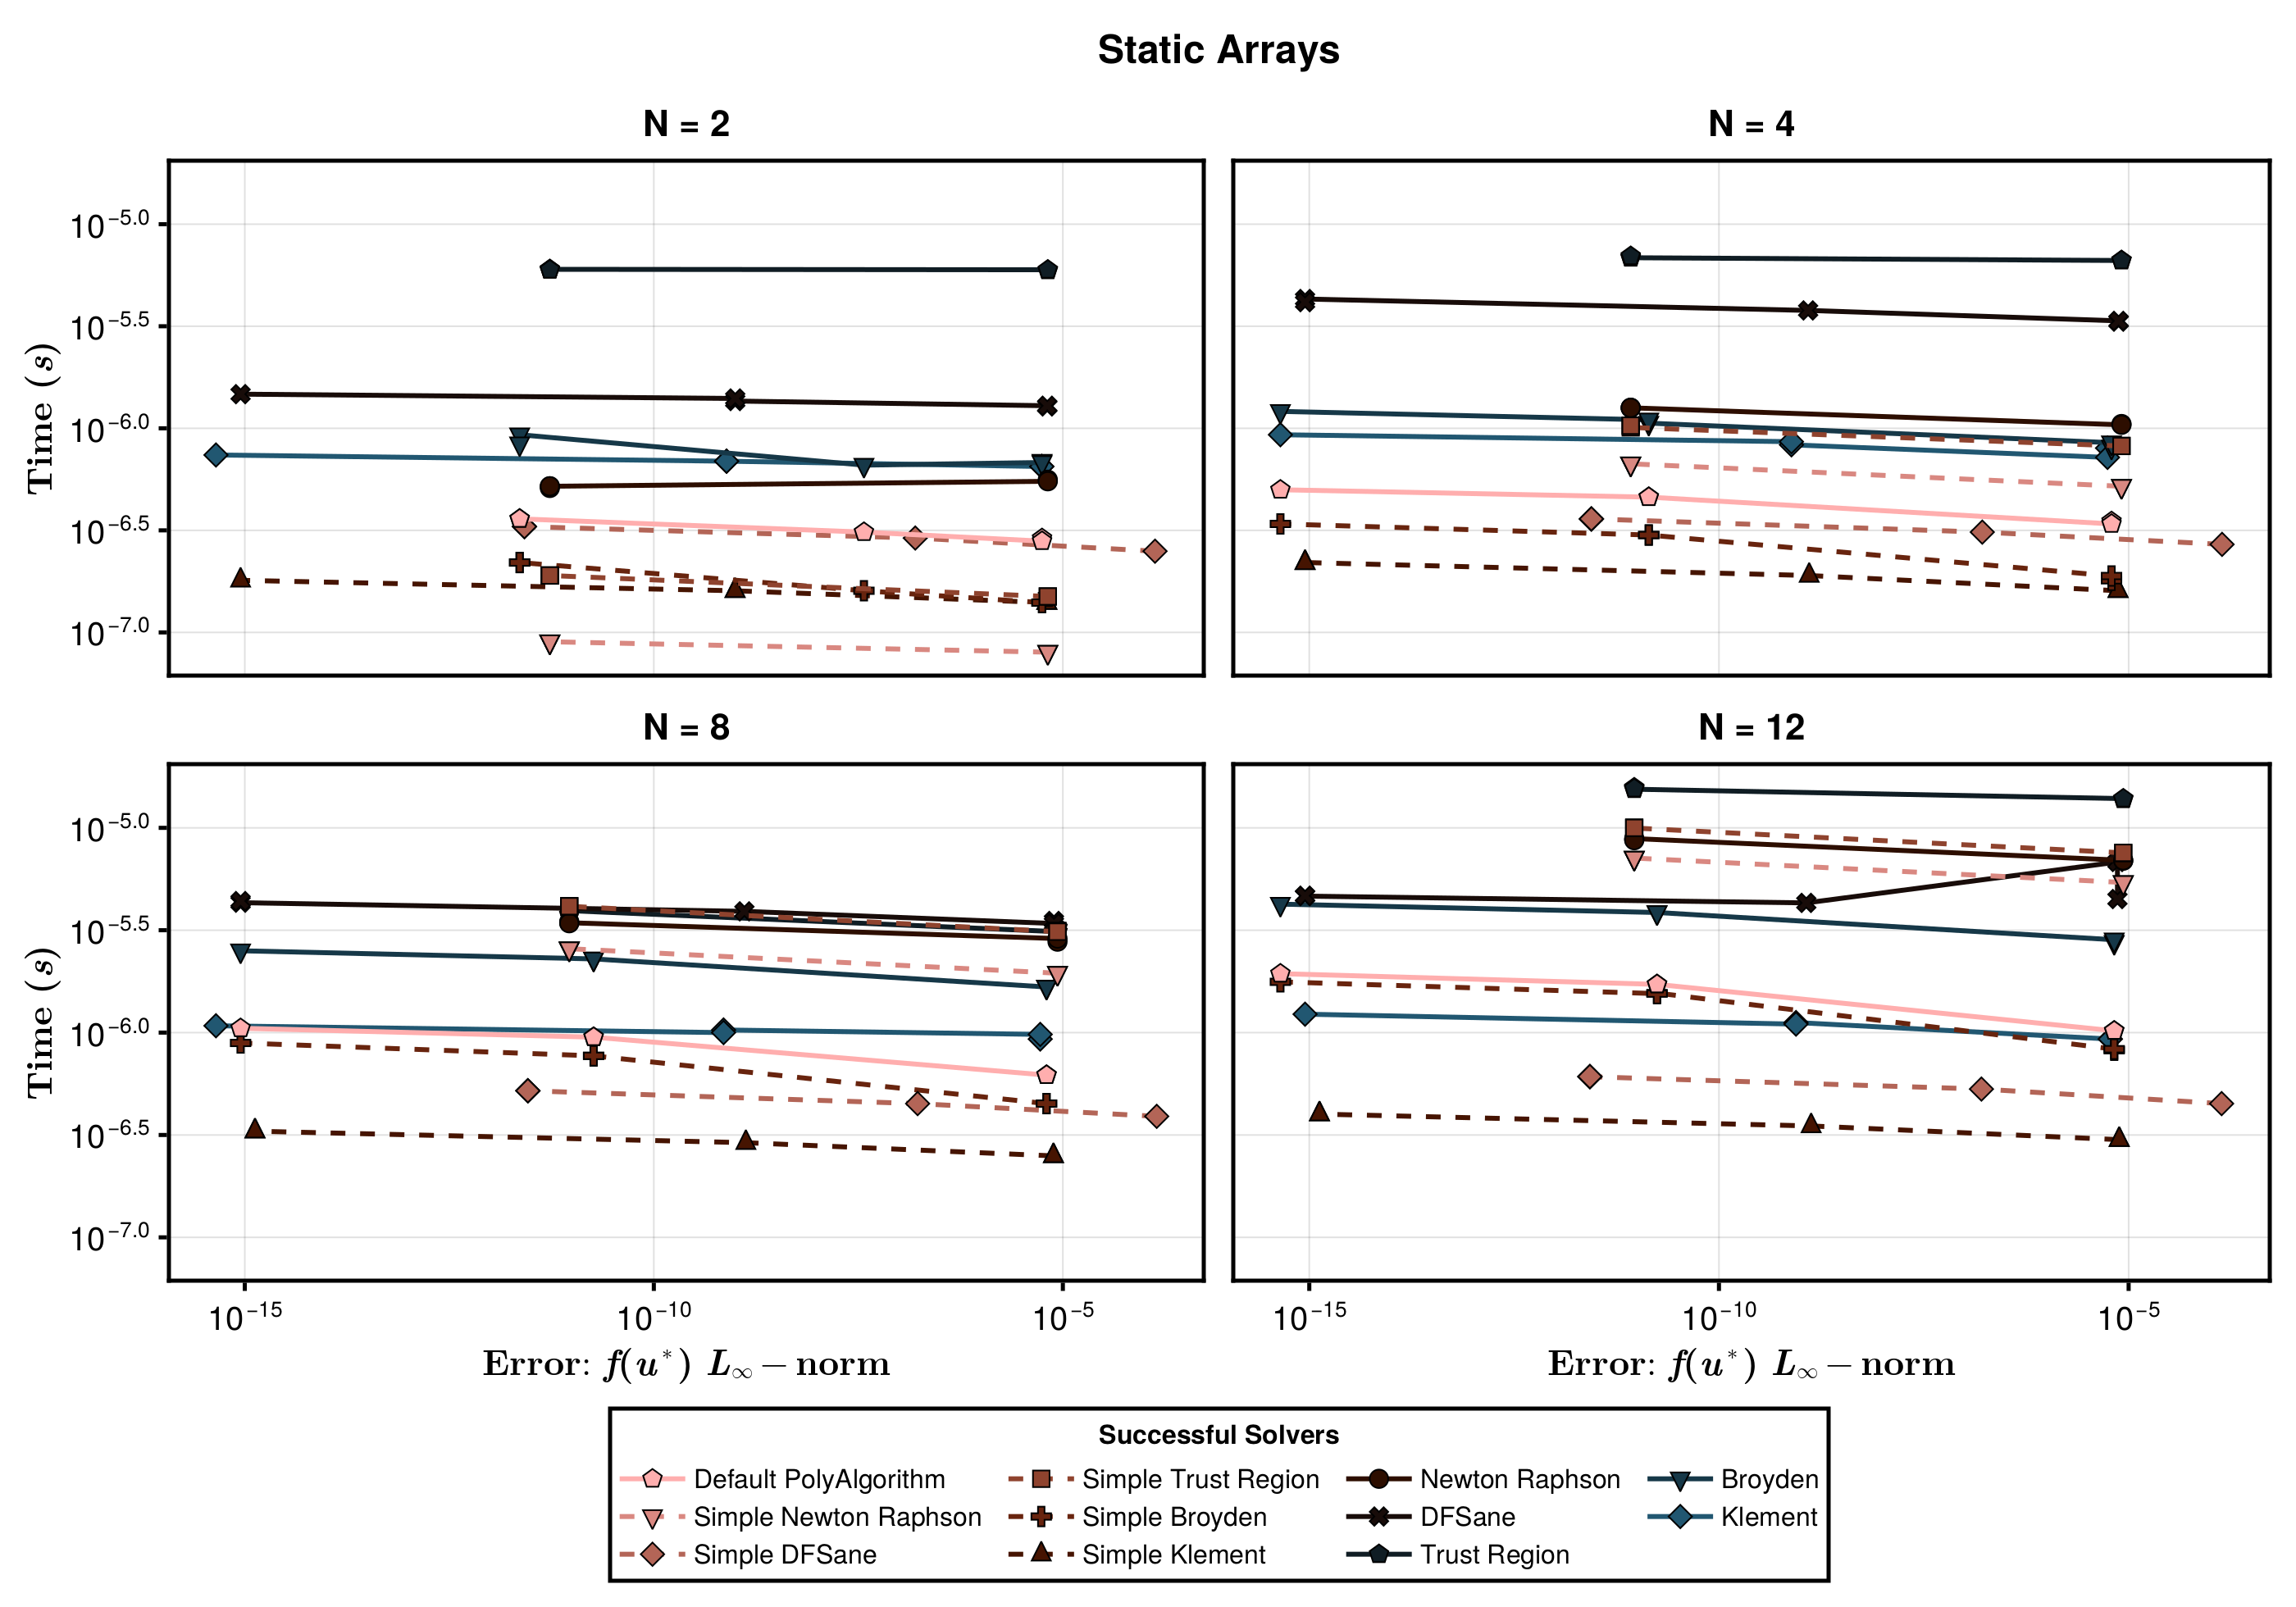 Static Arrays
N = 2
N = 4
10^−5.0
10^−5.5
10^−6.0
10^−6.5
10^−7.0
Time (s)
N = 8
N = 12
10^−5.0
10^−5.5
10^−6.0
10^−6.5
10^−7.0
Time (s)
10^−15 10^−10 10^−5
10^−15 10^−10 10^−5
Error: f(u*) L∞ − norm
Error: f(u*) L∞ − norm
Successful Solvers
Default PolyAlgorithm Simple Trust Region Newton Raphson Broyden
Simple Newton Raphson Simple Broyden DFSane Klement
Simple DFSane Simple Klement Trust Region